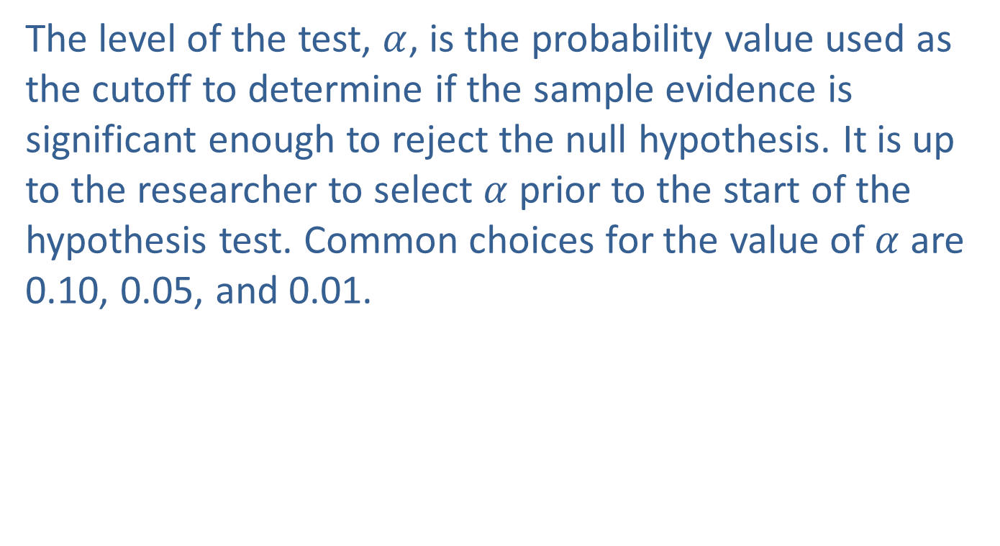 The level of the test, 𝛼, is the probability value used as
the cutoff to determine if the sample evidence is
significant enough to reject the null hypothesis. It is up
to the researcher to select 𝛼 prior to the start of the
hypothesis test. Common choices for the value of 𝛼 are
0.10, 0.05, and 0.01.